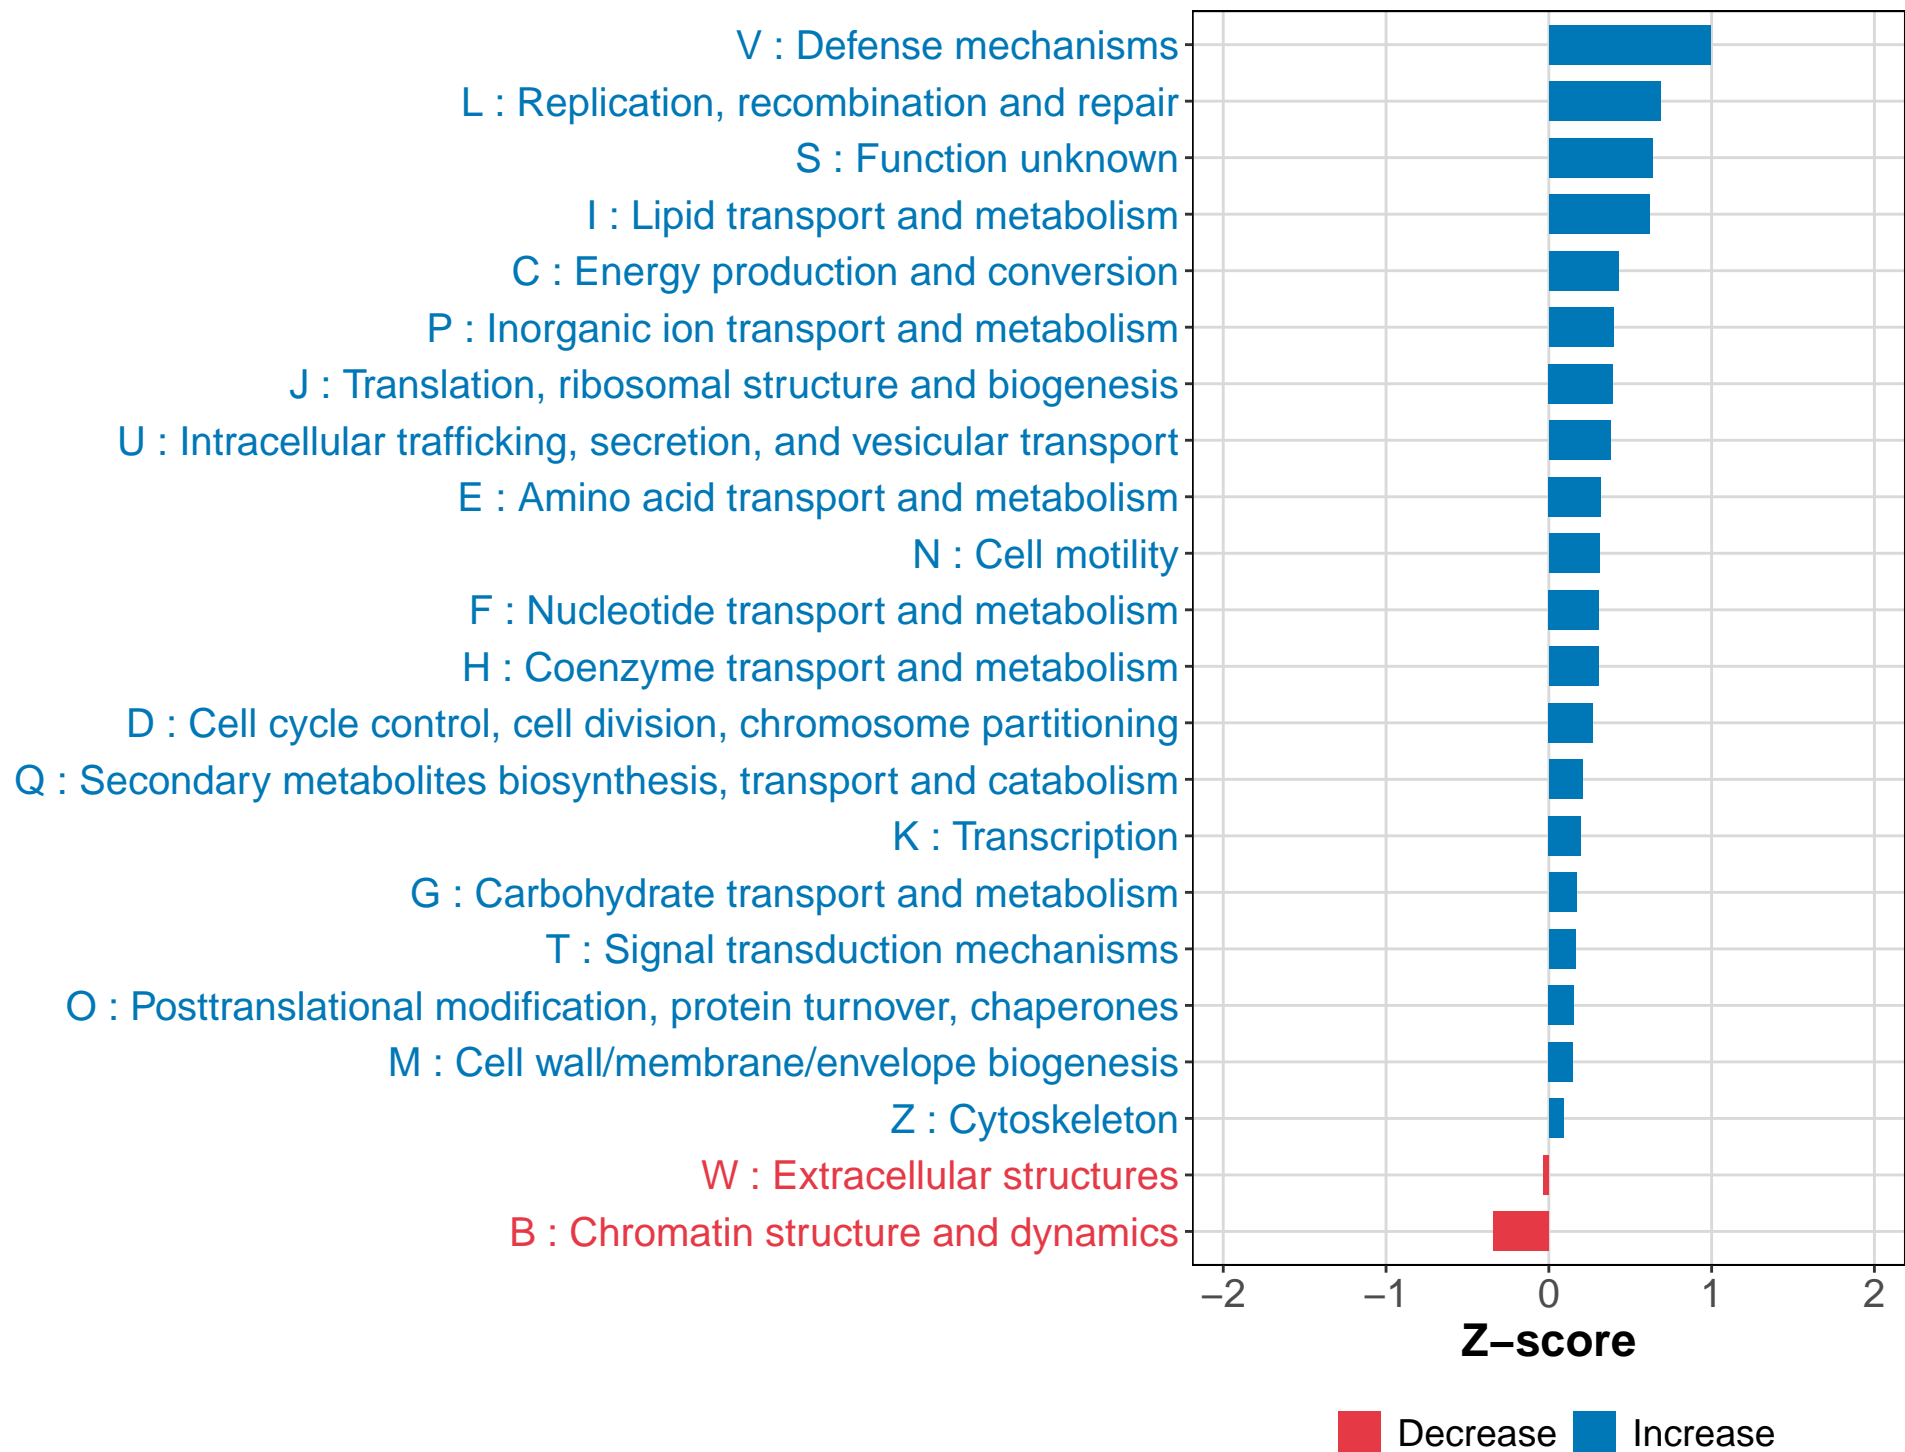 V : Defense mechanisms
L : Replication, recombination and repair
S : Function unknown
I : Lipid transport and metabolism
C : Energy production and conversion
P : Inorganic ion transport and metabolism
J : Translation, ribosomal structure and biogenesis
U : Intracellular trafficking, secretion, and vesicular transport
E : Amino acid transport and metabolism
N : Cell motility
F : Nucleotide transport and metabolism
H : Coenzyme transport and metabolism
D : Cell cycle control, cell division, chromosome partitioning
Q : Secondary metabolites biosynthesis, transport and catabolism
K : Transcription
G : Carbohydrate transport and metabolism
T : Signal transduction mechanisms
O : Posttranslational modification, protein turnover, chaperones
M : Cell wall/membrane/envelope biogenesis
Z : Cytoskeleton
W : Extracellular structures
B : Chromatin structure and dynamics
−2 −1 0 1 2
Z−score
Decrease Increase